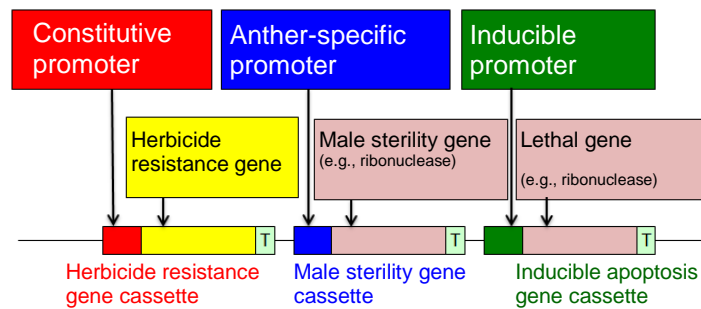 Constitutive
promoter
Anther-specific
promoter
Inducible
promoter
Herbicide
resistance gene
Male sterility gene
(e.g., ribonuclease)
Lethal gene
(e.g., ribonuclease)
T
T
T
Herbicide resistance
gene cassette
Male sterility gene
cassette
Inducible apoptosis
gene cassette